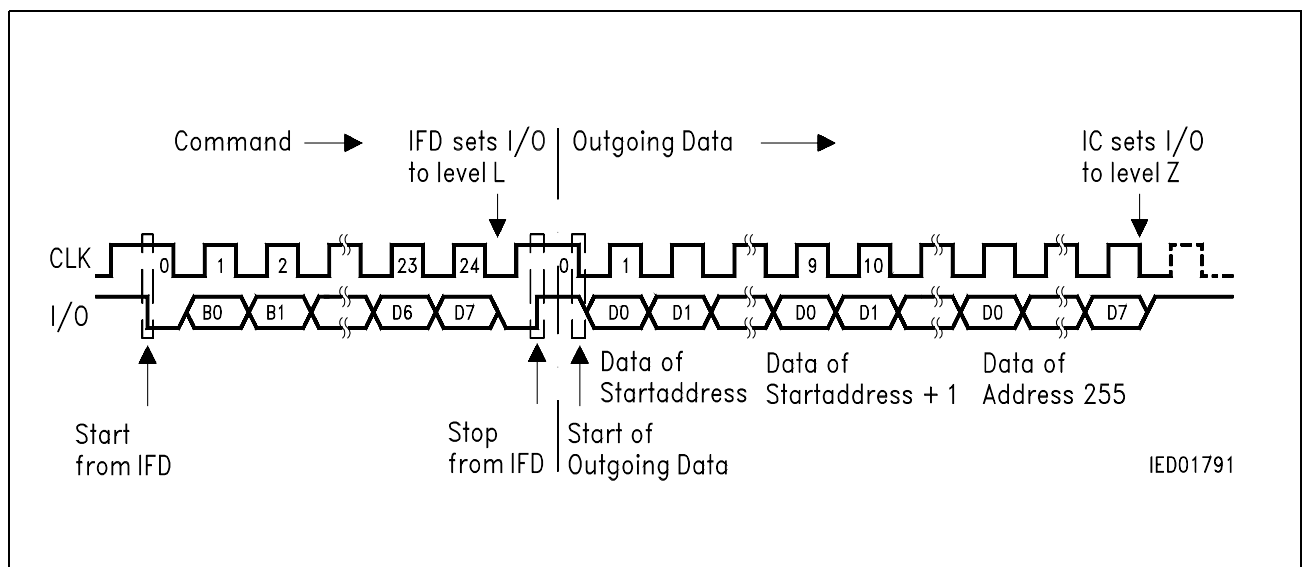 Command
IFD sets I/O
to level L
Outgoing Data
IC sets I/O
to level Z
CLK
0 1 2 23 24 0 1 9 10
I/O
B0 B1 D6 D7 D0 D1 D0 D1 D0 D7
Data of
Startaddress
Data of
Startaddress + 1
Data of
Address 255
Start
from IFD
Stop
from IFD
Start of
Outgoing Data
IED01791